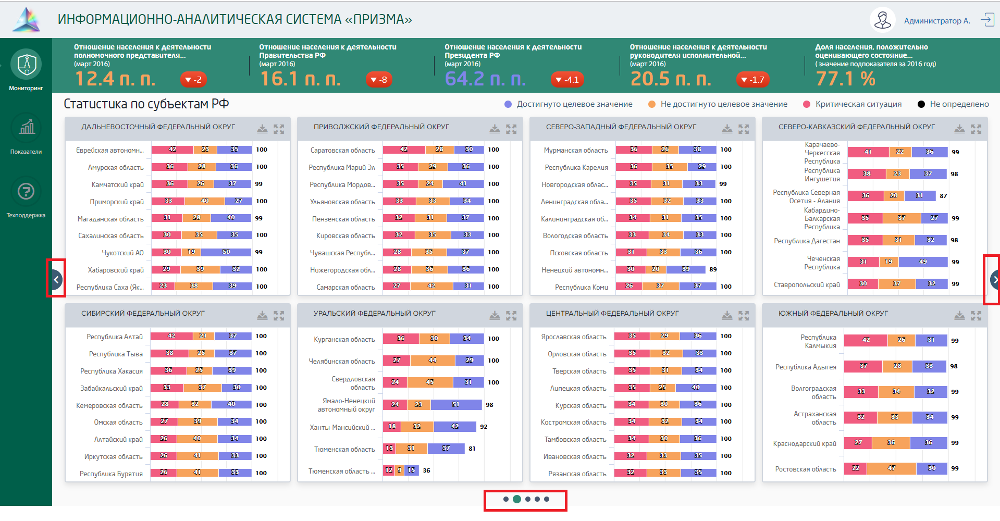 ИНФОРМАЦИОННО-АНАЛИТИЧЕСКАЯ СИСТЕМА «ПРИЗМА»
Администратор А.
Мониторинг
Показатели
Техподдержка
Отношение населения к деятельности
полномочного представителя...
(март 2016)
12.4 п. п.
-2
Отношение населения к деятельности
Правительства РФ
(март 2016)
16.1 п. п.
-8
Отношение населения к деятельности
Президента РФ
(март 2016)
64.2 п. п.
-4.1
Отношение населения к деятельности
руководителя исполнительной...
(март 2016)
20.5 п. п.
-1.7
Доля населения, положительно
оценивающего состояние...
( значение подпоказателя за 2016 год)
77.1 %
Статистика по субъектам РФ
Достигнуто целевое значение
Не достигнуто целевое значение
Критическая ситуация
Не определено
ДАЛЬНЕВОСТОЧНЫЙ ФЕДЕРАЛЬНЫЙ ОКРУГ
Еврейская автономн... 42 23 35 100
Амурская область 36 28 36 100
Камчатский край 36 26 37 99
Приморский край 33 40 27 100
Магаданская область 31 28 40 99
Сахалинская область 30 35 35 100
Чукотский АО 30 19 50 99
Хабаровский край 29 39 32 100
Республика Саха (Як... 23 38 39 100
ПРИВОЛЖСКИЙ ФЕДЕРАЛЬНЫЙ ОКРУГ
Саратовская область 42 28 30 100
Республика Марий Эл 35 29 36 100
Республика Мордов... 35 24 41 100
Ульяновская область 33 33 34 100
Пензенская область 32 31 37 100
Кировская область 32 35 33 100
Чувашская Республ... 28 35 37 100
Нижегородская обл... 28 36 36 100
Самарская область 27 42 31 100
СЕВЕРО-ЗАПАДНЫЙ ФЕДЕРАЛЬНЫЙ ОКРУГ
Мурманская область 36 26 38 100
Республика Карелия 36 35 29 100
Новгородская облас... 35 31 33 99
Ленинградская обла... 35 32 33 100
Калининградская об... 34 31 35 100
Вологодская область 33 34 33 100
Псковская область 31 33 36 100
Ненецкий автономн... 30 20 39 89
Республика Коми 26 37 37 100
СЕВЕРО-КАВКАЗСКИЙ ФЕДЕРАЛЬНЫЙ ОКРУГ
Карачаево-
Черкесская 41 22 36 99
Республика
Республика 38 23 37 98
Ингушетия
Республика Северная 36 20 31 87
Осетия - Алания
Кабардино-
Балкарская 35 37 27 99
Республика
Республика Дагестан 35 31 32 98
Чеченская 31 19 49 99
Республика
Ставропольский край 30 37 32 99
СИБИРСКИЙ ФЕДЕРАЛЬНЫЙ ОКРУГ
Республика Алтай 42 21 37 100
Республика Тыва 38 25 37 100
Республика Хакасия 36 25 39 100
Забайкальский край 33 37 30 100
Кемеровская область 28 32 40 100
Омская область 27 39 34 100
Алтайский край 26 40 34 100
Иркутская область 26 41 33 100
Республика Бурятия 26 41 33 100
УРАЛЬСКИЙ ФЕДЕРАЛЬНЫЙ ОКРУГ
Курганская область 36 30 34 100
Челябинская область 27 44 29 100
Свердловская 24 45 31 100
область
Ямало-Ненецкий 24 23 51 98
автономный округ
Ханты-Мансийский ... 18 32 42 92
Тюменская область 13 31 37 81
Тюменская область ... 12 9 15 36
ЦЕНТРАЛЬНЫЙ ФЕДЕРАЛЬНЫЙ ОКРУГ
Ярославская область 35 29 36 100
Орловская область 35 32 33 100
Тверская область 35 31 34 100
Липецкая область 35 25 40 100
Курская область 34 30 36 100
Костромская область 34 32 34 100
Тамбовская область 34 30 36 100
Ивановская область 32 33 35 100
Рязанская область 32 33 35 100
ЮЖНЫЙ ФЕДЕРАЛЬНЫЙ ОКРУГ
Республика 42 26 31 99
Калмыкия
Республика Адыгея 37 28 33 98
Волгоградская 33 34 32 99
область
Астраханская 32 33 34 99
область
Краснодарский край 27 36 36 99
Ростовская область 22 47 30 99